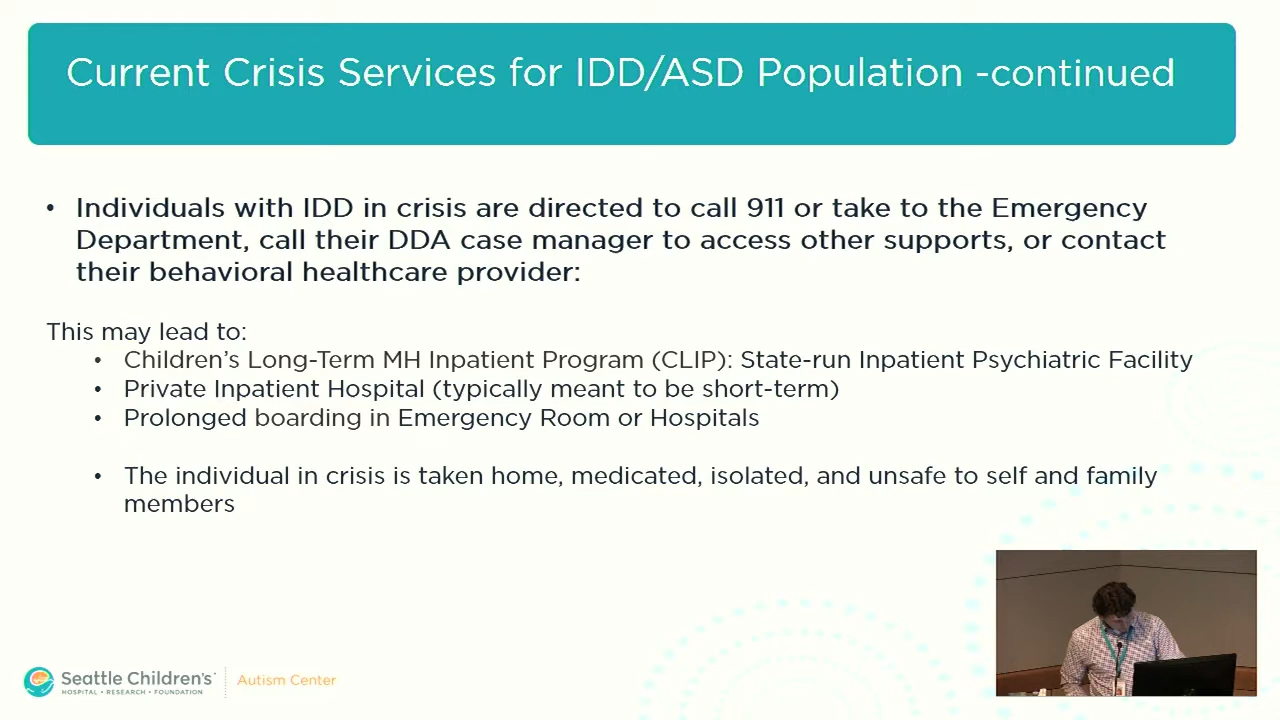 Current Crisis Services for IDD/ASD Population -continued
• Individuals with IDD in crisis are directed to call 911 or take to the Emergency
Department, call their DDA case manager to access other supports, or contact
their behavioral healthcare provider:
This may lead to:
• Children's Long-Term MH Inpatient Program (CLIP): State-run Inpatient Psychiatric Facility
• Private Inpatient Hospital (typically meant to be short-term)
• Prolonged boarding in Emergency Room or Hospitals
• The individual in crisis is taken home, medicated, isolated, and unsafe to self and family
members
Seattle Children's
HOSPITAL • RESEARCH • FOUNDATION
Autism Center